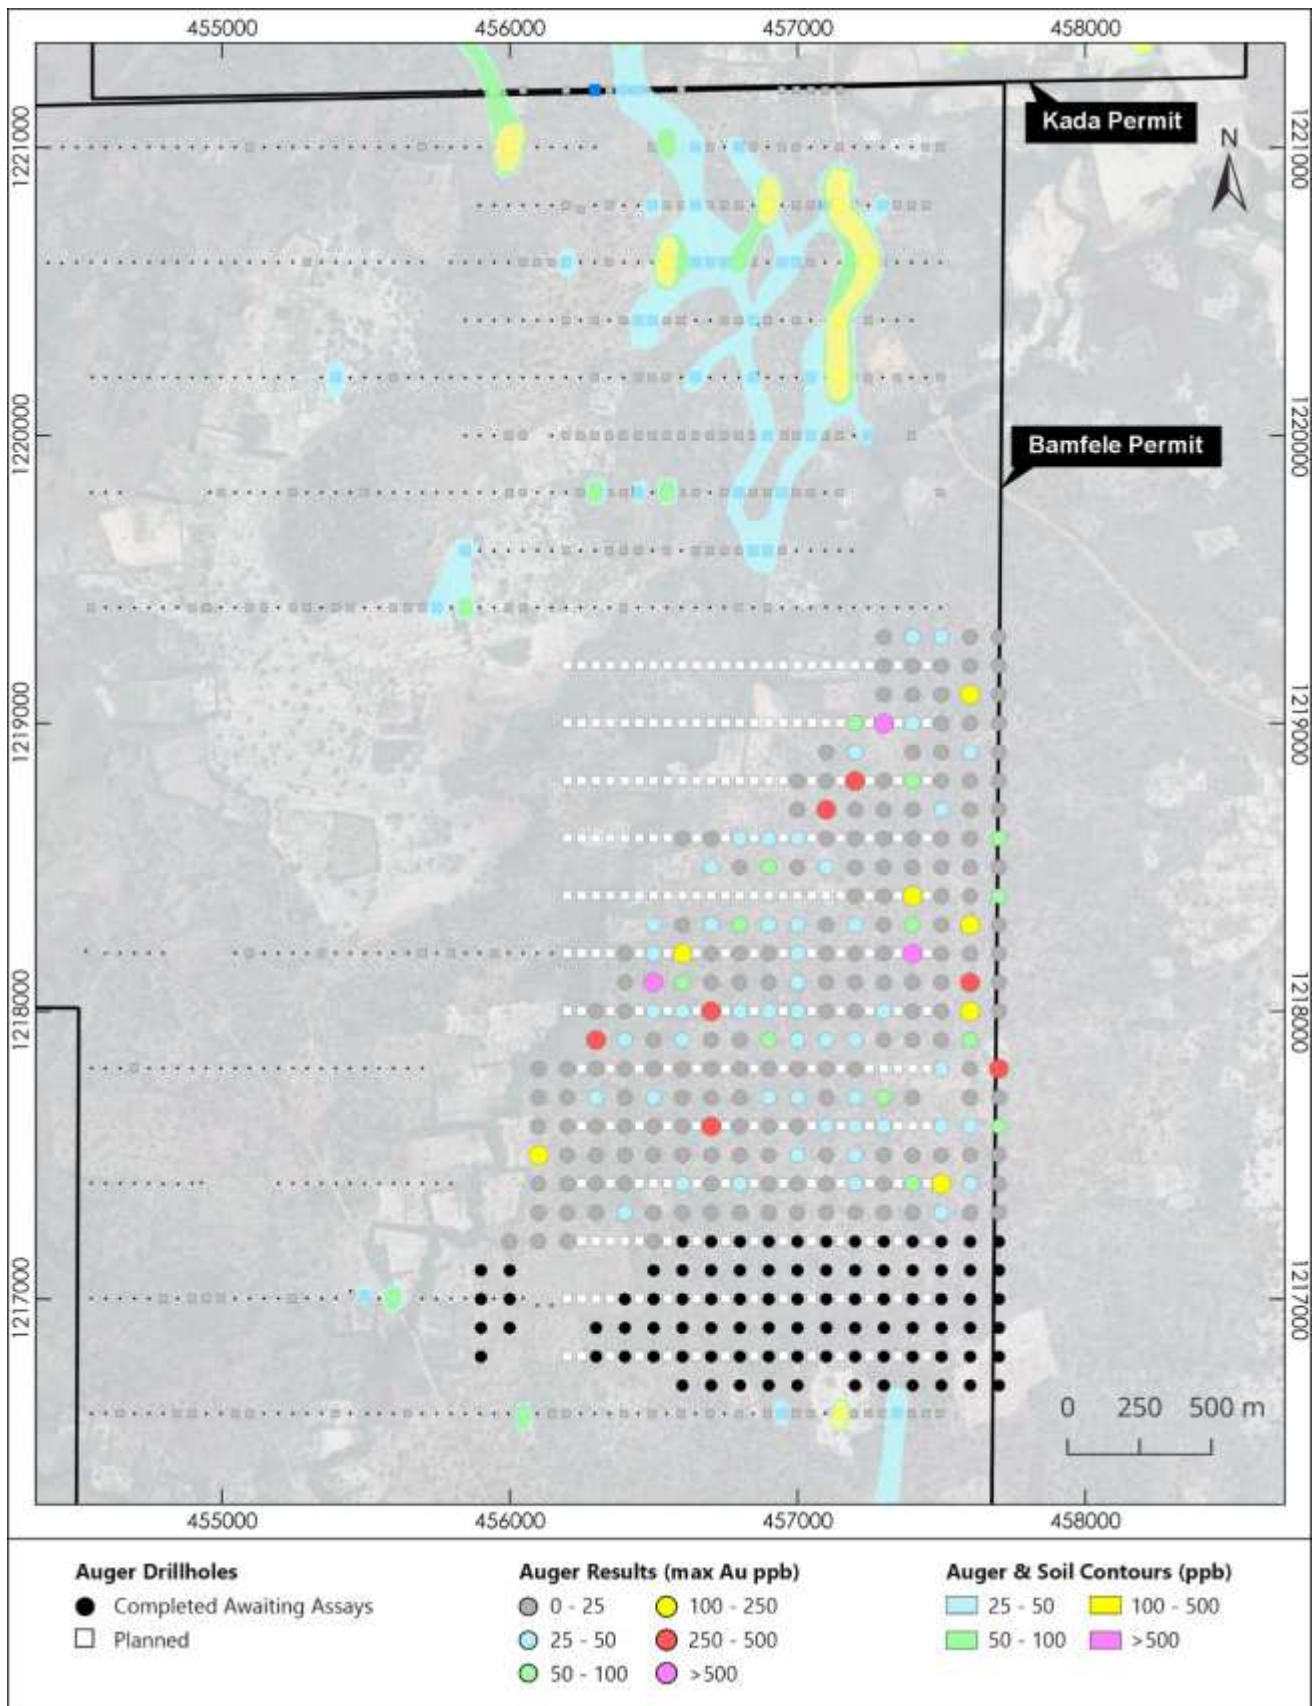 455000 456000 457000 458000
Kada Permit
N
1221000 1221000
Bamfele Permit
1220000 1220000
1219000 1219000
1218000 1218000
1217000 1217000
0 250 500 m
455000 456000 457000 458000
Auger Drillholes
Completed Awaiting Assays
Planned
Auger Results (max Au ppb)
0 - 25 100 - 250
25 - 50 250 - 500
50 - 100 >500
Auger & Soil Contours (ppb)
25 - 50 100 - 500
50 - 100 >500